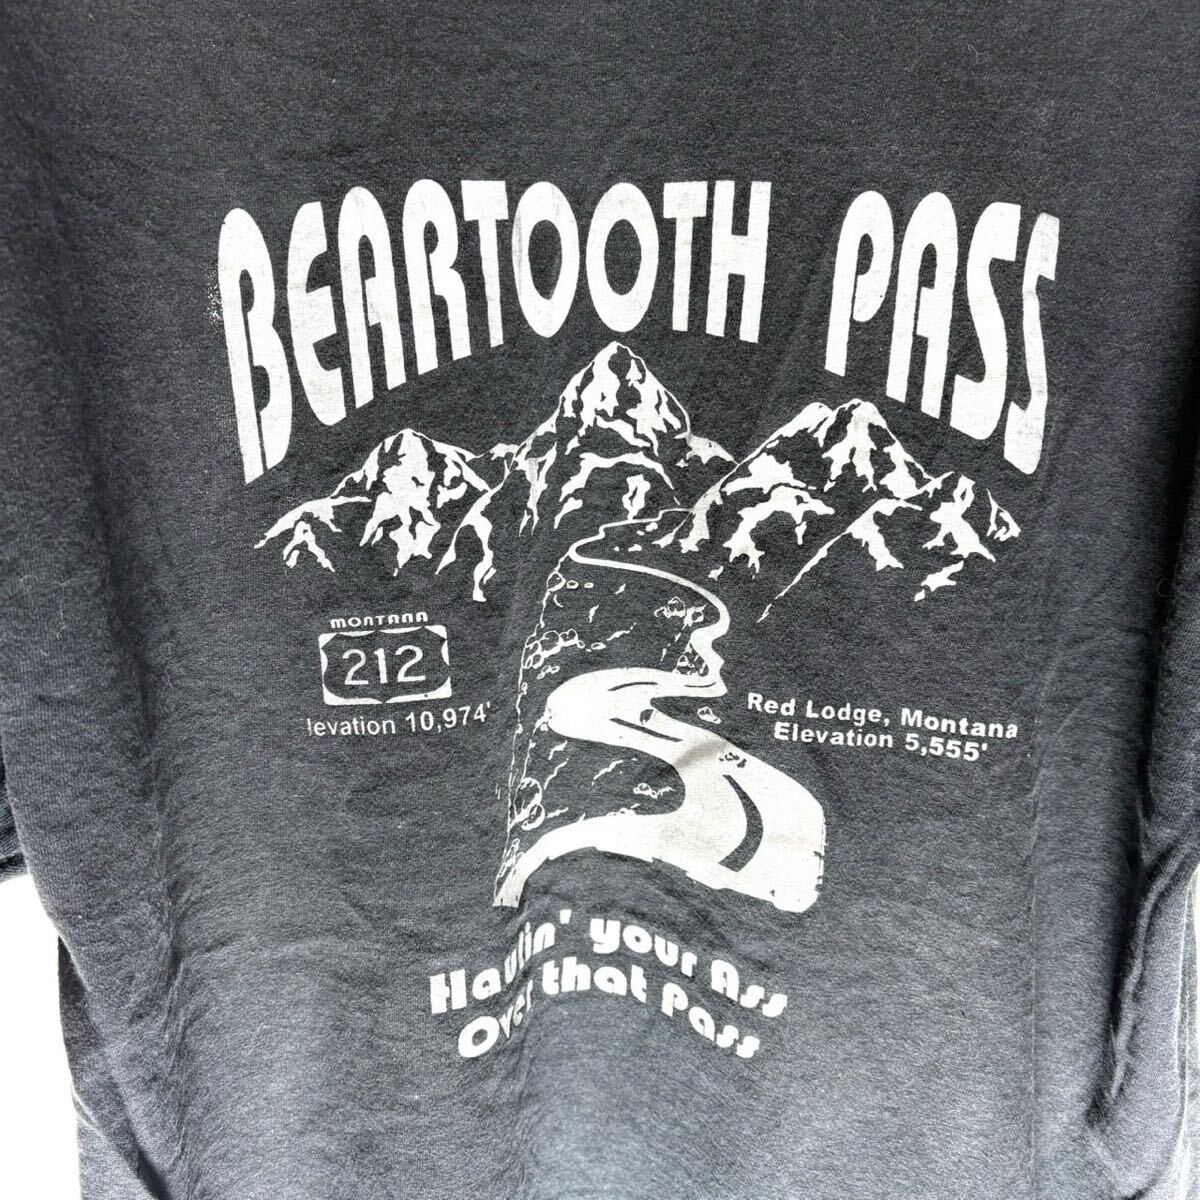 BEARTOOTH PASS
MONTANA
212
levation 10,974'
Red Lodge, Montana
Elevation 5,555'
Haulin' your Ass
Over that pass